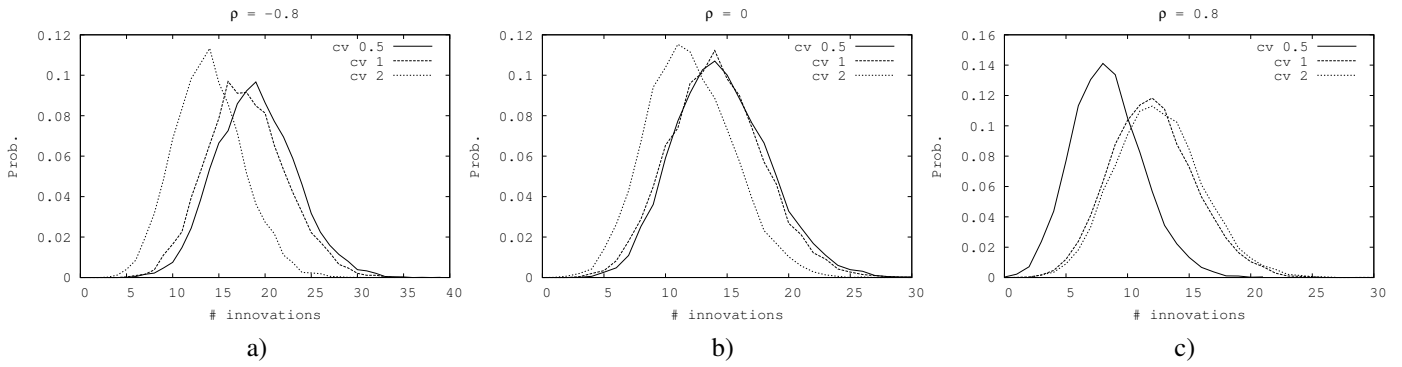 ρ = -0.8
0.12
0.1
0.08
0.06
0.04
0.02
0
Prob.
cv 0.5
cv 1
cv 2
0 5 10 15 20 25 30 35 40
# innovations
a)
ρ = 0
0.12
0.1
0.08
0.06
0.04
0.02
0
Prob.
cv 0.5
cv 1
cv 2
0 5 10 15 20 25 30
# innovations
b)
ρ = 0.8
0.16
0.14
0.12
0.1
0.08
0.06
0.04
0.02
0
Prob.
cv 0.5
cv 1
cv 2
0 5 10 15 20 25 30
# innovations
c)